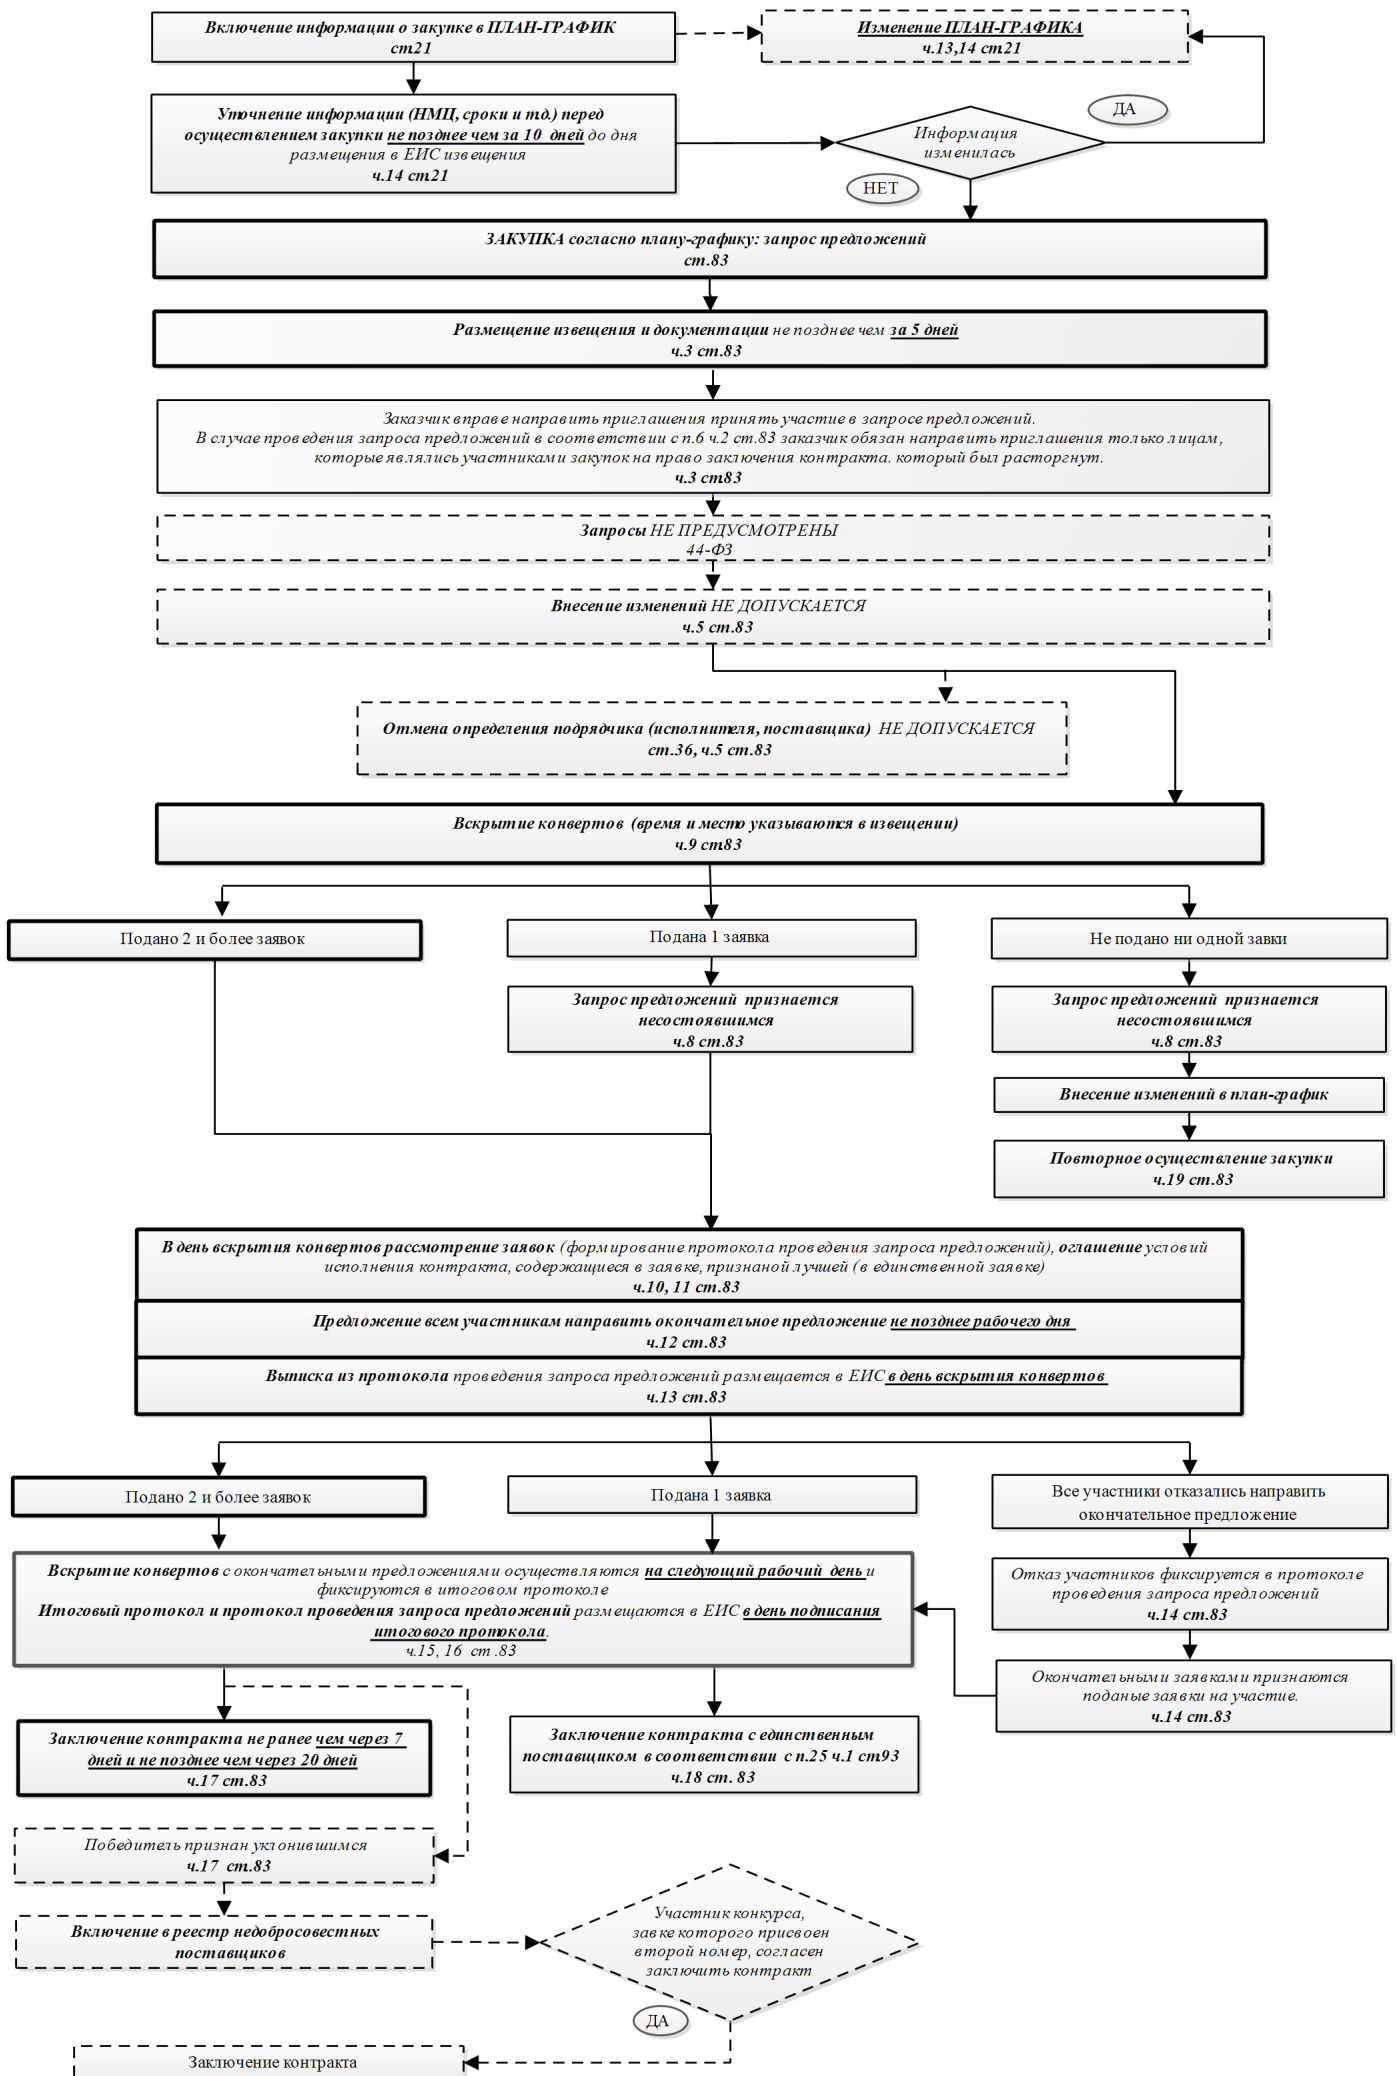 Включение информации о закупке в ПЛАН-ГРАФИК
ст.21
Изменение ПЛАН-ГРАФИКА
ч.13,14 ст.21
Уточнение информации (НМЦ, сроки и т.д.) перед
осуществлением закупки не позднее чем за 10 дней до дня
размещения в ЕИС извещения
ч.14 ст.21
Информация
изменилась
ДА
НЕТ
ЗАКУПКА согласно плану-графику: запрос предложений
ст.83
Размещение извещения и документации не позднее чем за 5 дней
ч.3 ст.83
Заказчик вправе направить приглашения принять участие в запросе предложений.
В случае проведения запроса предложений в соответствии с п.6 ч.2 ст.83 заказчик обязан направить приглашения только лицам,
которые являлись участниками закупок на право заключения контракта. который был расторгнут.
ч.3 ст83
Запросы НЕ ПРЕДУСМОТРЕНЫ
44-ФЗ
Внесение изменений НЕ ДОПУСКАЕТСЯ
ч.5 ст.83
Отмена определения подрядчика (исполнителя, поставщика) НЕ ДОПУСКАЕТСЯ
ст.36, ч.5 ст.83
Вскрытие конвертов (время и место указываются в извещении)
ч.9 ст83
Подано 2 и более заявок
Подана 1 заявка
Не подано ни одной завки
Запрос предложений признается
несостоявшимся
ч.8 ст.83
Запрос предложений признается
несостоявшимся
ч.8 ст.83
Внесение изменений в план-график
Повторное осуществление закупки
ч.19 ст.83
В день вскрытия конвертов рассмотрение заявок (формирование протокола проведения запроса предложений), оглашение условий
исполнения контракта, содержащиеся в заявке, признаной лучшей (в единственной заявке)
ч.10, 11 ст.83
Предложение всем участникам направить окончательное предложение не позднее рабочего дня
ч.12 ст.83
Выписка из протокола проведения запроса предложений размещается в ЕИС в день вскрытия конвертов
ч.13 ст.83
Подано 2 и более заявок
Подана 1 заявка
Все участники отказались направить
окончательное предложение
Вскрытие конвертов с окончательными предложениями осуществляются на следующий рабочий день и
фиксируются в итоговом протоколе
Итоговый протокол и протокол проведения запроса предложений размещаются в ЕИС в день подписания
итогового протокола.
ч.15, 16 ст .83
Отказ участников фиксируется в протоколе
проведения запроса предложений
ч.14 ст.83
Окончательными заявками признаются
поданые заявки на участие.
ч.14 ст.83
Заключение контракта не ранее чем через 7
дней и не позднее чем через 20 дней
ч.17 ст.83
Заключение контракта с единственным
поставщиком в соответствии с п.25 ч.1 ст93
ч.18 ст. 83
Победитель признан уклонившимся
ч.17 ст.83
Включение в реестр недобросовестных
поставщиков
Участник конкурса,
завке которого присвоен
второй номер, согласен
заключить контракт
ДА
Заключение контракта